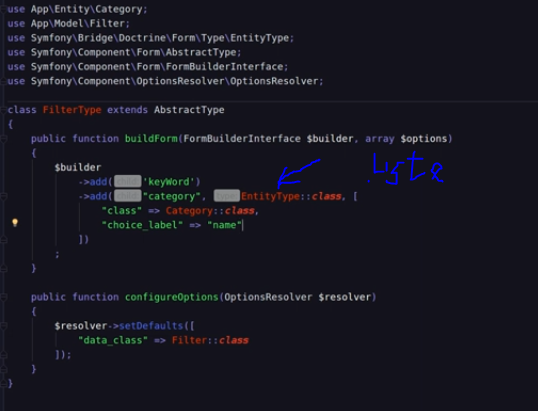 use App\Entity\Category;
use App\Model\Filter;
use Symfony\Bridge\Doctrine\Form\Type\EntityType;
use Symfony\Component\Form\AbstractType;
use Symfony\Component\Form\FormBuilderInterface;
use Symfony\Component\OptionsResolver\OptionsResolver;
class FilterType extends AbstractType
{
public function buildForm(FormBuilderInterface $builder, array $options)
{
$builder
->add(child: 'keyWord')
->add(child: "category", type: EntityType::class, [
"class" => Category::class,
"choice_label" => "name"
])
;
}
public function configureOptions(OptionsResolver $resolver)
{
$resolver->setDefaults([
"data_class" => Filter::class
]);
}
}
Liste